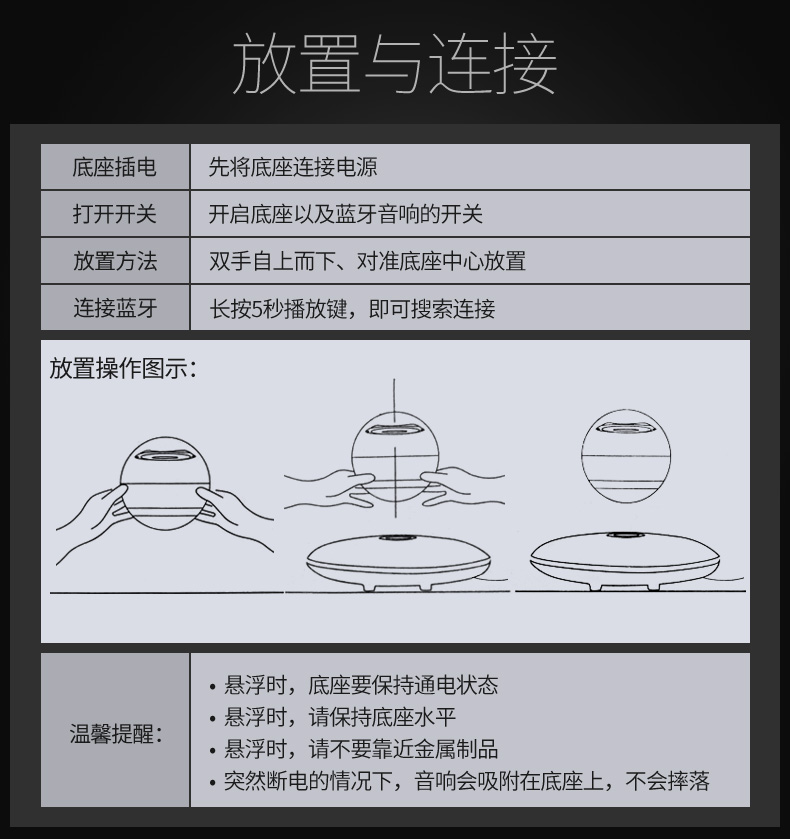 放置与连接
底座插电 先将底座连接电源
打开开关 开启底座以及蓝牙音响的开关
放置方法 双手自上而下、对准底座中心放置
连接蓝牙 长按5秒播放键，即可搜索连接
放置操作图示：
温馨提醒：
• 悬浮时，底座要保持通电状态
• 悬浮时，请保持底座水平
• 悬浮时，请不要靠近金属制品
• 突然断电的情况下，音响会吸附在底座上，不会摔落